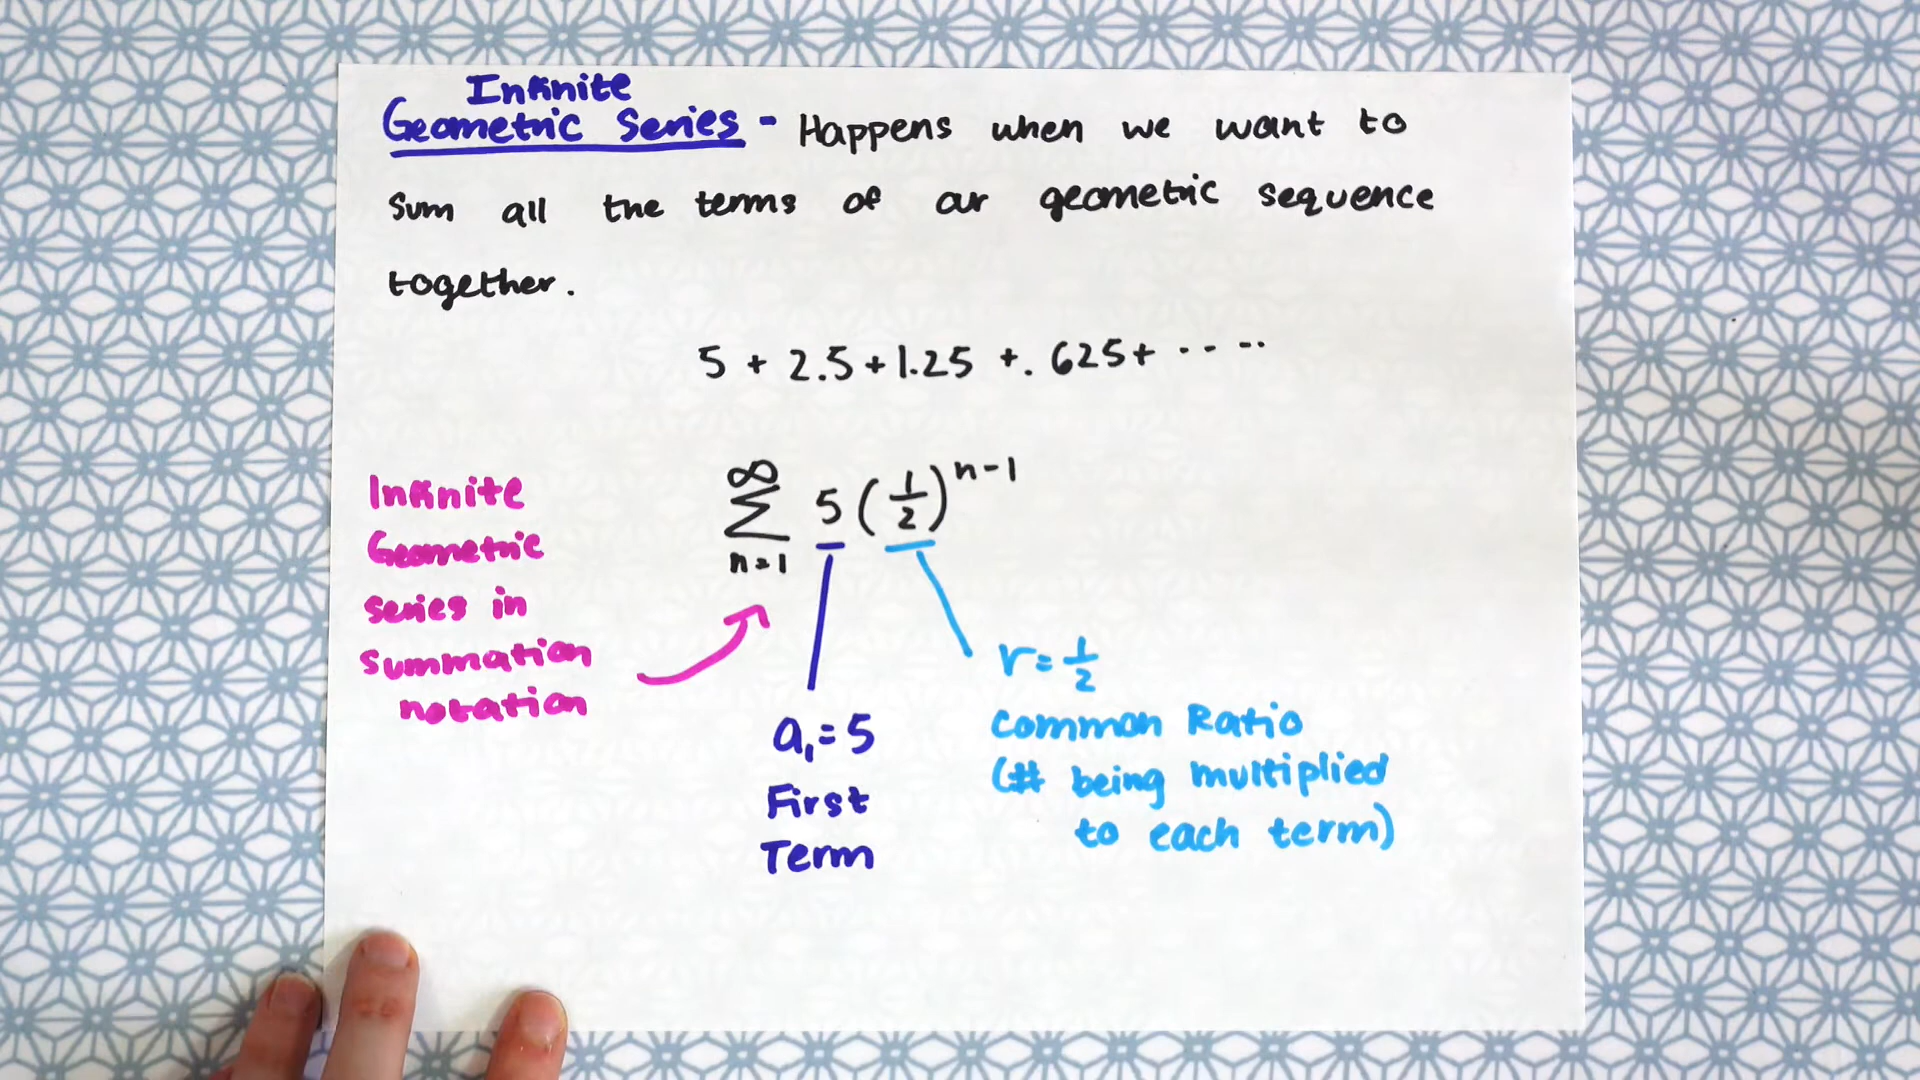 Infinite
Geometric Series - Happens when we want to
sum all the terms of our geometric sequence
together.
5 + 2.5 + 1.25 + .625 + .....
∞
∑ 5 (1/2)^(n-1)
n=1
Infinite
Geometric
series in
summation
notation
a₁ = 5
First
Term
r = 1/2
Common Ratio
(# being multiplied
to each term)